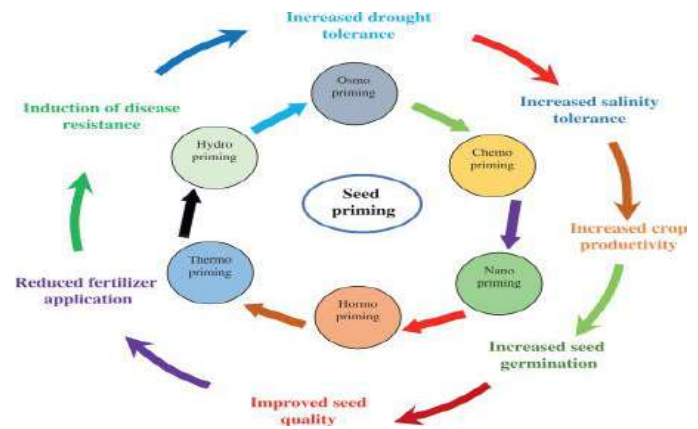 Increased drought
tolerance
Increased salinity
tolerance
Increased crop
productivity
Increased seed
germination
Improved seed
quality
Reduced fertilizer
application
Induction of disease
resistance
Osmo
priming
Chemo
priming
Nano
priming
Hormo
priming
Thermo
priming
Hydro
priming
Seed
priming